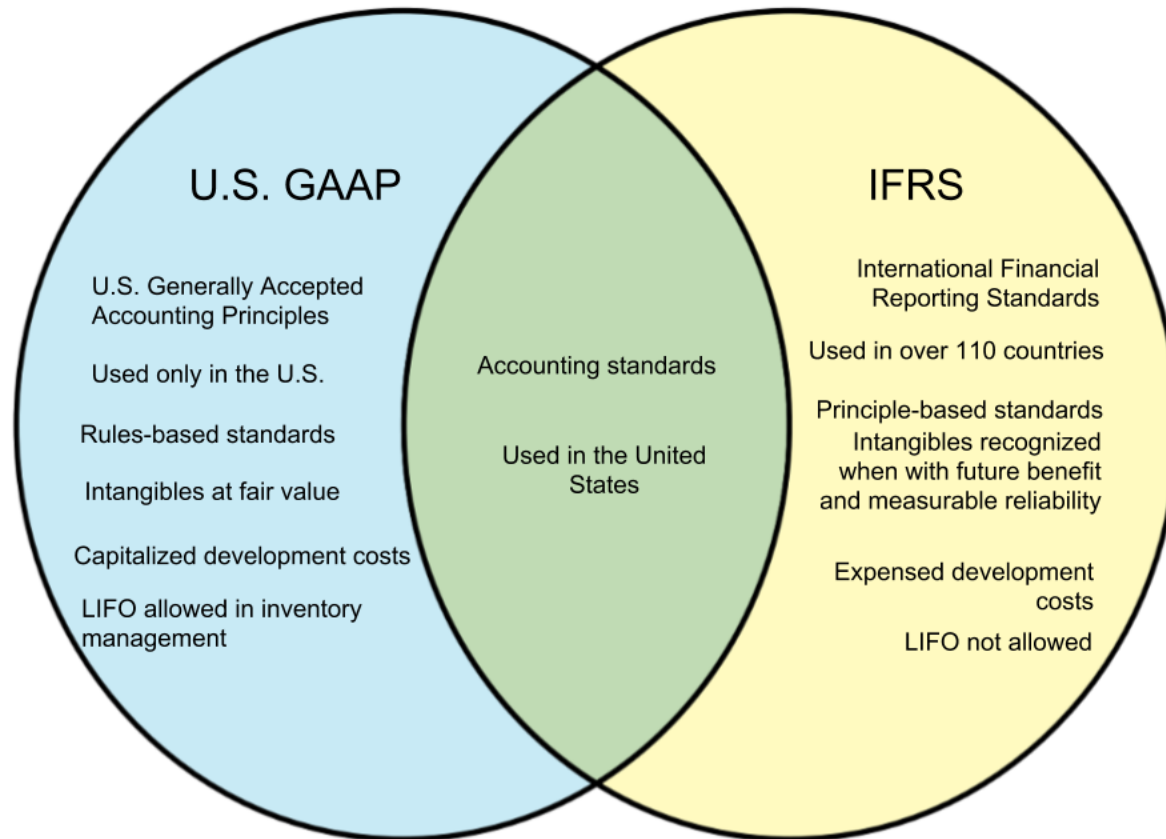 U.S. GAAP
U.S. Generally Accepted
Accounting Principles
Used only in the U.S.
Rules-based standards
Intangibles at fair value
Capitalized development costs
LIFO allowed in inventory
management
Accounting standards
Used in the United
States
IFRS
International Financial
Reporting Standards
Used in over 110 countries
Principle-based standards
Intangibles recognized
when with future benefit
and measurable reliability
Expensed development
costs
LIFO not allowed